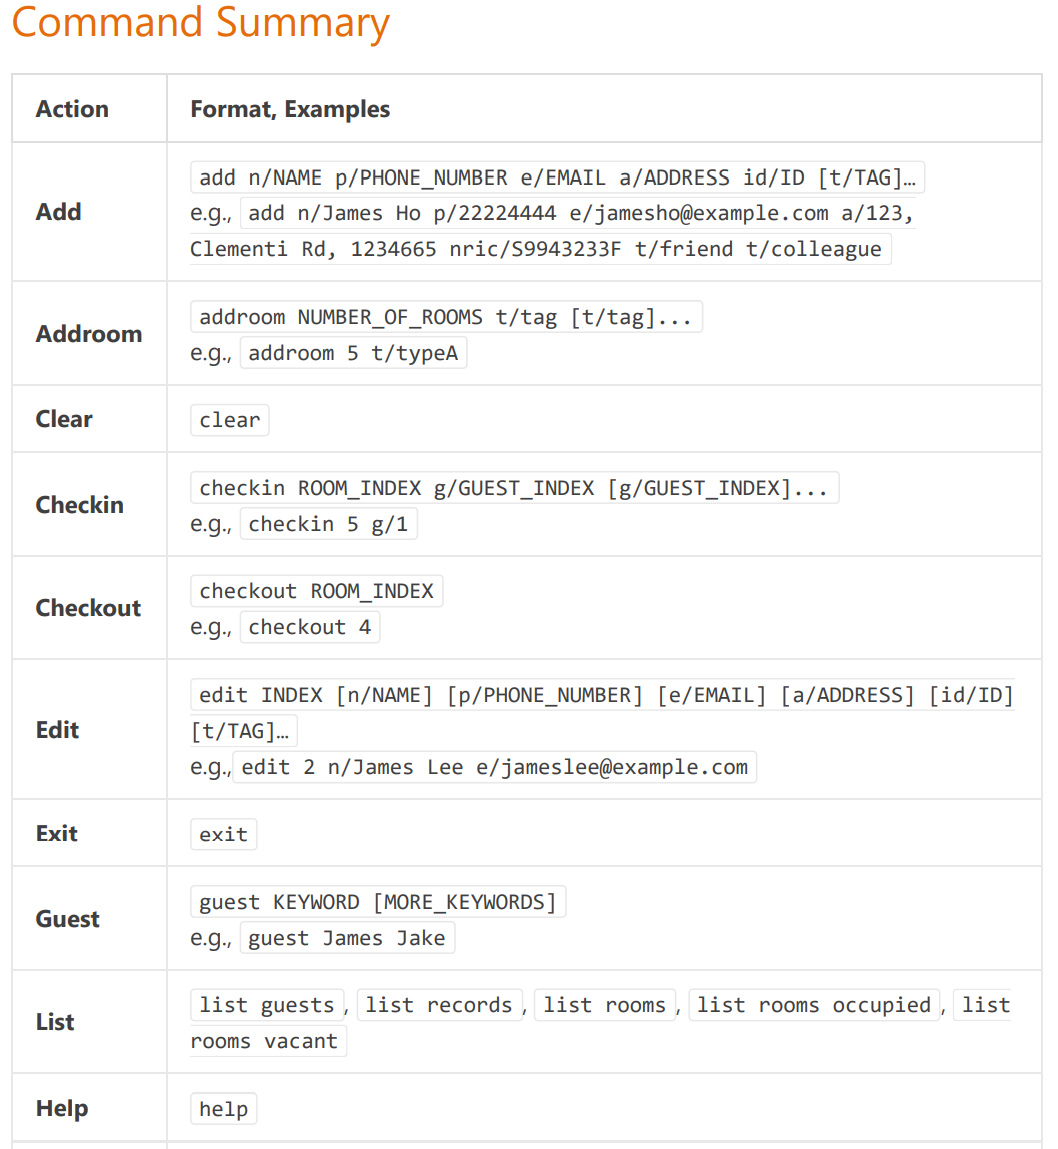 Command Summary
Action Format, Examples
Add
add n/NAME p/PHONE_NUMBER e/EMAIL a/ADDRESS id/ID [t/TAG]…
e.g., add n/James Ho p/22224444 e/jamesho@example.com a/123,
Clementi Rd, 1234665 nric/S9943233F t/friend t/colleague
Addroom
addroom NUMBER_OF_ROOMS t/tag [t/tag]...
e.g., addroom 5 t/typeA
Clear
clear
Checkin
checkin ROOM_INDEX g/GUEST_INDEX [g/GUEST_INDEX]...
e.g., checkin 5 g/1
Checkout
checkout ROOM_INDEX
e.g., checkout 4
Edit
edit INDEX [n/NAME] [p/PHONE_NUMBER] [e/EMAIL] [a/ADDRESS] [id/ID]
[t/TAG]…
e.g., edit 2 n/James Lee e/jameslee@example.com
Exit
exit
Guest
guest KEYWORD [MORE_KEYWORDS]
e.g., guest James Jake
List
list guests, list records, list rooms, list rooms occupied, list
rooms vacant
Help
help